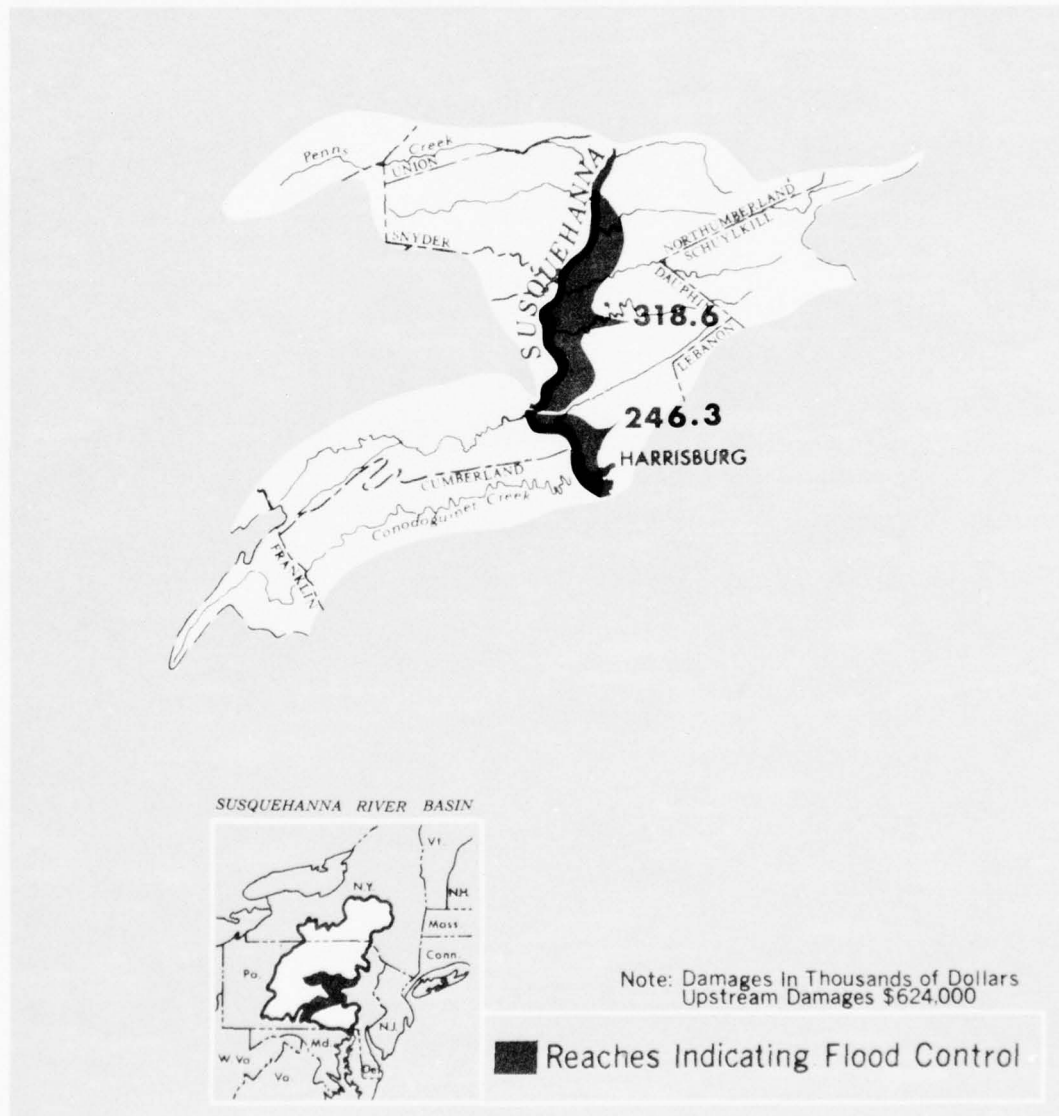 Penns Creek
UNION
SNYDER
SUSQUEHANNA
NORTHUMBERLAND
SCHUYLKILL
DAUPHIN
318.6
LEBANON
246.3
HARRISBURG
CUMBERLAND
Conodoguinet Creek
FRANKLIN
SUSQUEHANNA RIVER BASIN
Vt.
N.Y.
N.H.
Mass
Conn.
Pa.
N.J.
Md.
W Va
Va.
Del
Note: Damages In Thousands of Dollars
Upstream Damages $624,000
Reaches Indicating Flood Control